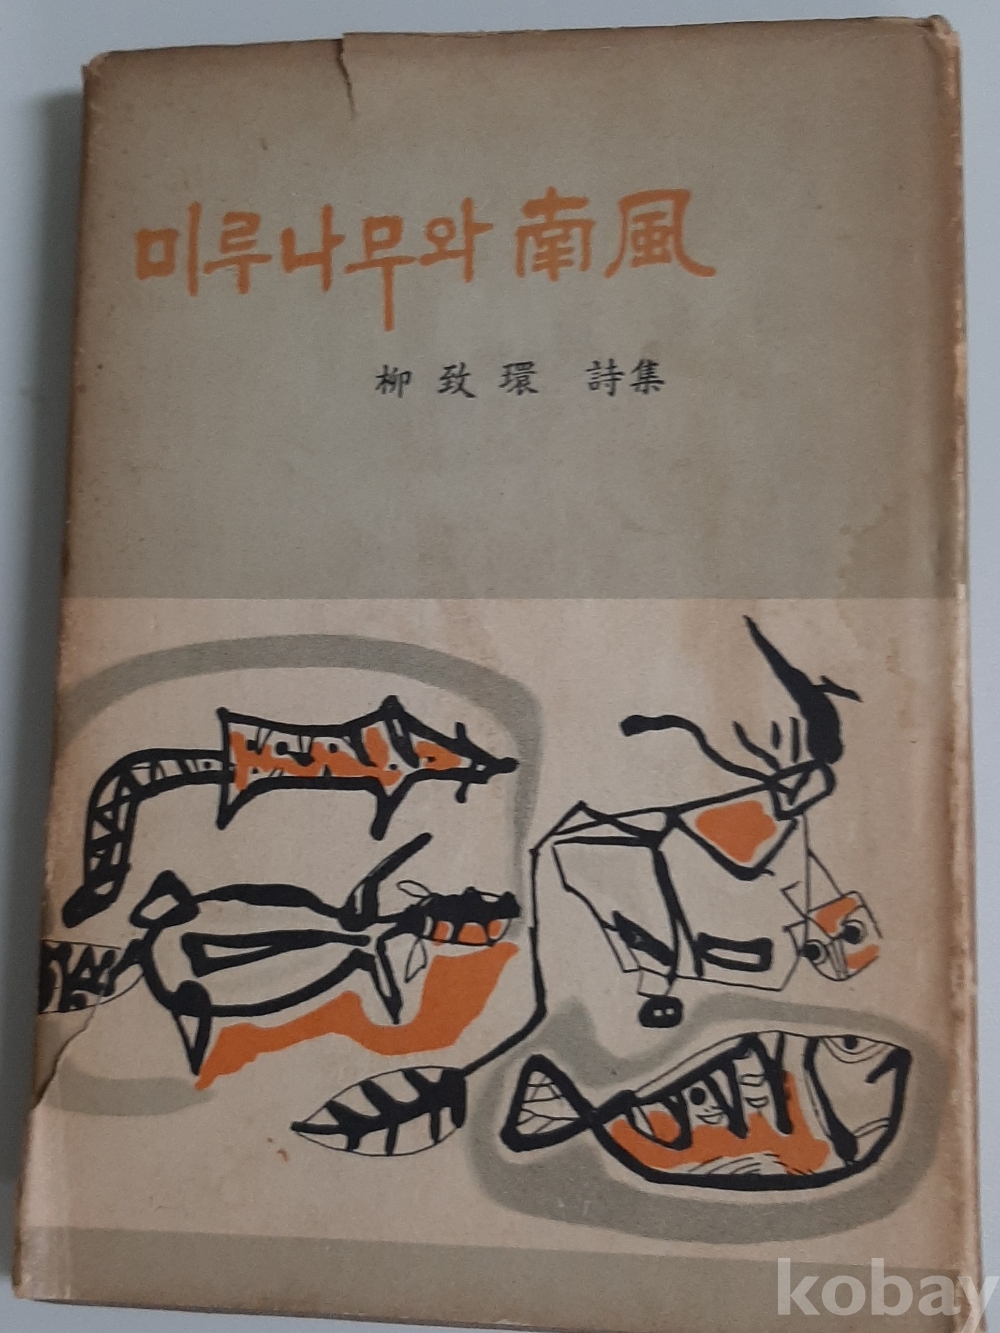 미루나무와 南風
柳致環 詩集
kobay